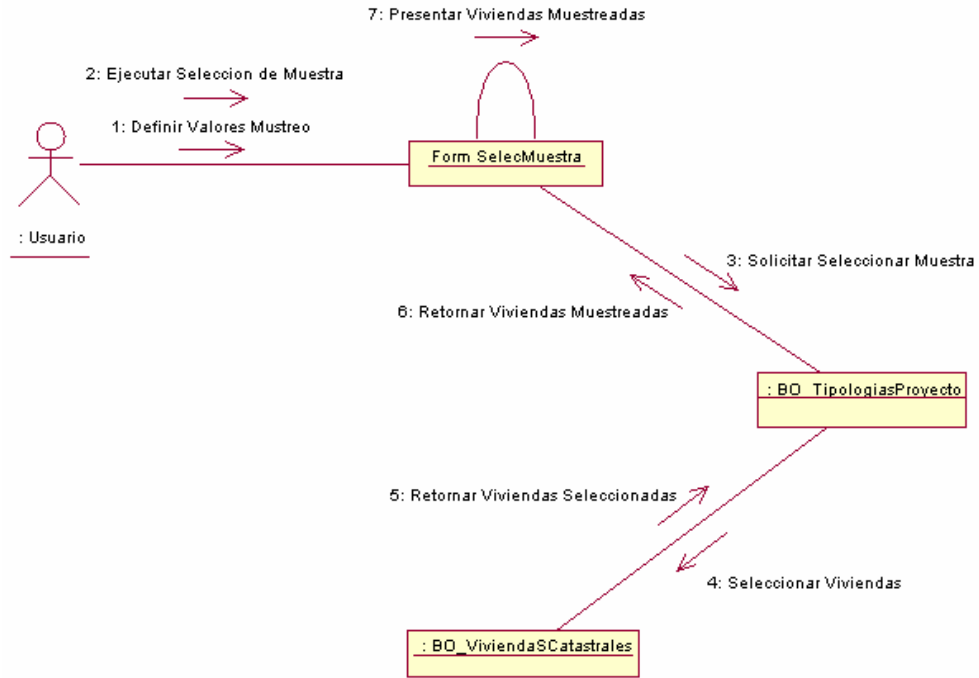 7: Presentar Viviendas Muestreadas
2: Ejecutar Seleccion de Muestra
1: Definir Valores Mustreo
Form SelecMuestra
: Usuario
3: Solicitar Seleccionar Muestra
6: Retornar Viviendas Muestreadas
: BO_TipologiasProyecto
5: Retornar Viviendas Seleccionadas
4: Seleccionar Viviendas
: BO_ViviendaSCatastrales